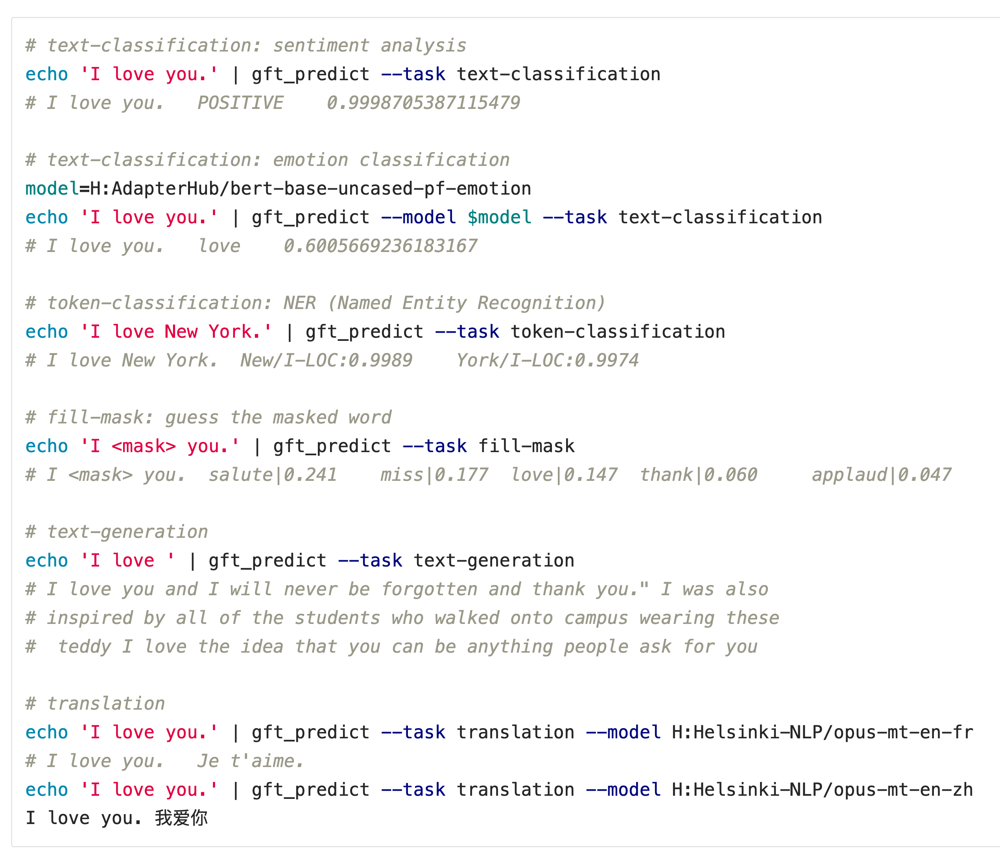 # text-classification: sentiment analysis
echo 'I love you.' | gft_predict --task text-classification
# I love you.   POSITIVE    0.9998705387115479
# text-classification: emotion classification
model=H:AdapterHub/bert-base-uncased-pf-emotion
echo 'I love you.' | gft_predict --model $model --task text-classification
# I love you.   love    0.6005669236183167
# token-classification: NER (Named Entity Recognition)
echo 'I love New York.' | gft_predict --task token-classification
# I love New York.  New/I-LOC:0.9989    York/I-LOC:0.9974
# fill-mask: guess the masked word
echo 'I <mask> you.' | gft_predict --task fill-mask
# I <mask> you.  salute|0.241    miss|0.177  love|0.147  thank|0.060     applaud|0.047
# text-generation
echo 'I love ' | gft_predict --task text-generation
# I love you and I will never be forgotten and thank you." I was also
# inspired by all of the students who walked onto campus wearing these
#  teddy I love the idea that you can be anything people ask for you
# translation
echo 'I love you.' | gft_predict --task translation --model H:Helsinki-NLP/opus-mt-en-fr
# I love you.   Je t'aime.
echo 'I love you.' | gft_predict --task translation --model H:Helsinki-NLP/opus-mt-en-zh
I love you. 我爱你